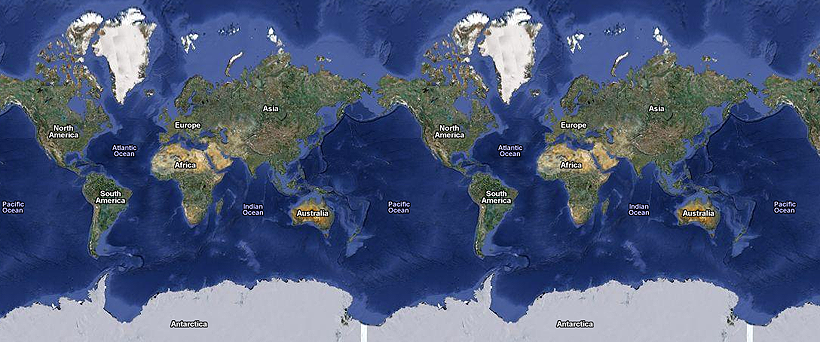 Asia
Asia
Europe
Europe
North
America
North
America
Atlantic
Ocean
Atlantic
Ocean
Africa
Africa
South
America
South
America
Pacific
Ocean
Indian
Ocean
Australia
Pacific
Ocean
Indian
Ocean
Australia
Pacific
Ocean
Antarctica
Antarctica